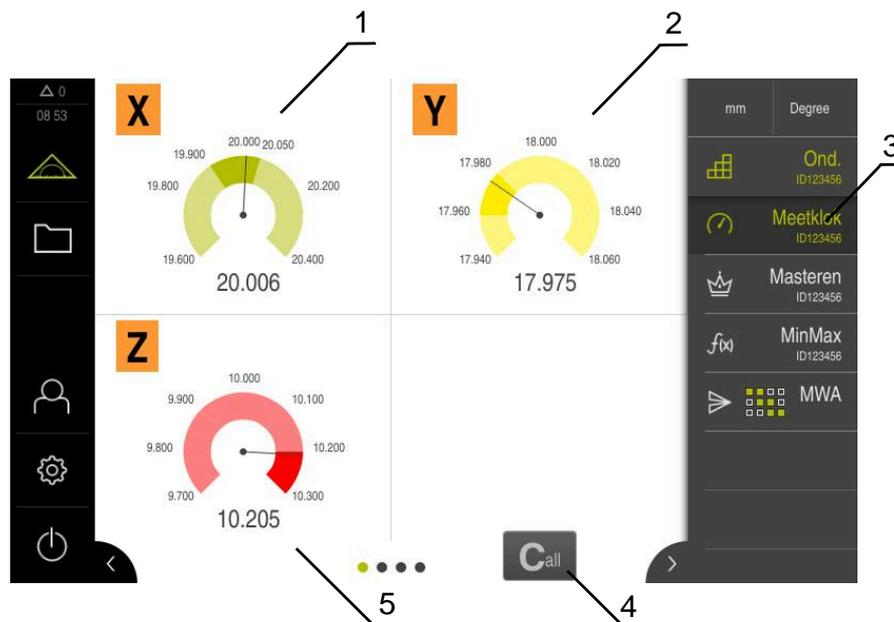 1
2
△ 0
08 53
X
20.000
20.050
19.900
19.800
20.200
19.600
20.400
20.006
Y
18.000
17.980
18.020
17.960
18.040
17.940
18.060
17.975
mm
Degree
3
Ond.
ID123456
Meetklok
ID123456
Masteren
ID123456
f(x)
MinMax
ID123456
MWA
Z
10.000
9.900
10.100
9.800
10.200
9.700
10.300
10.205
Call
5
4